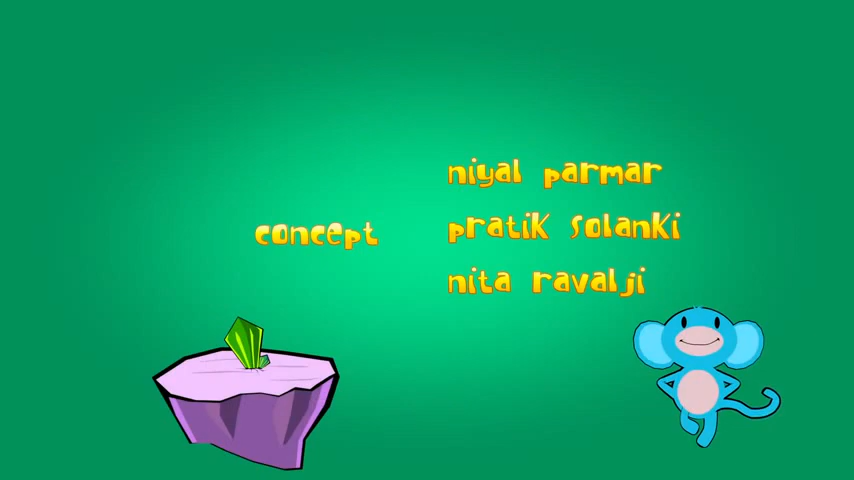 niyal parmar
concept
pratik solanki
nita ravalji